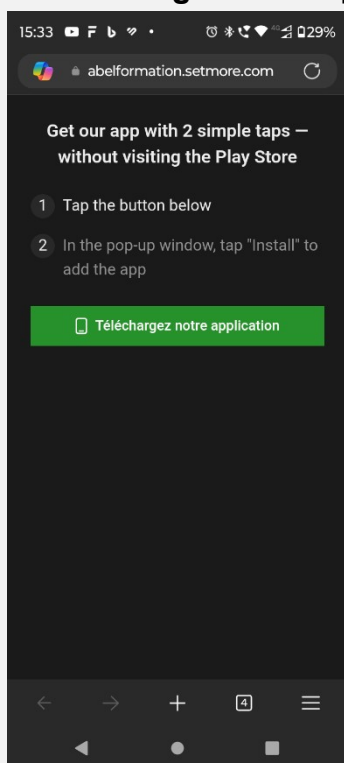 15:33 29%
abelformation.setmore.com
Get our app with 2 simple taps —
without visiting the Play Store
1 Tap the button below
2 In the pop-up window, tap "Install" to
add the app
Téléchargez notre application
4